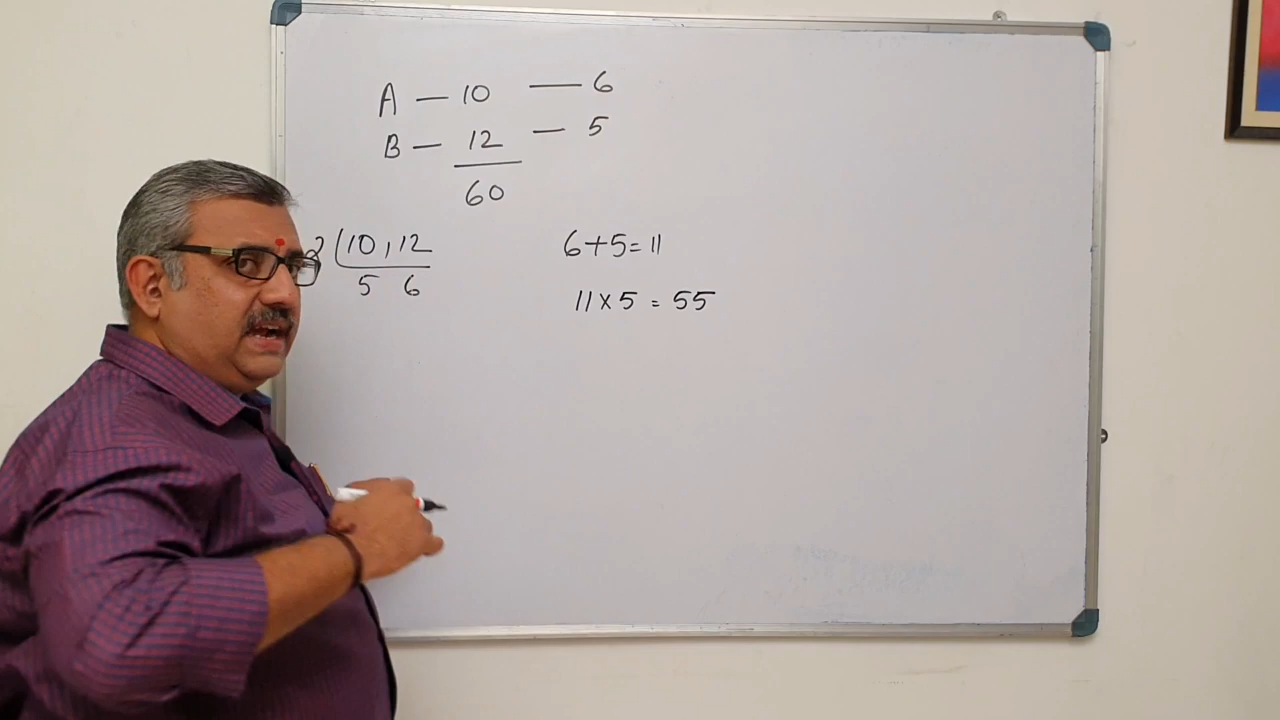 A — 10 — 6
B — 12 — 5
60
2 10, 12
5 6
6+5=11
11×5 = 55